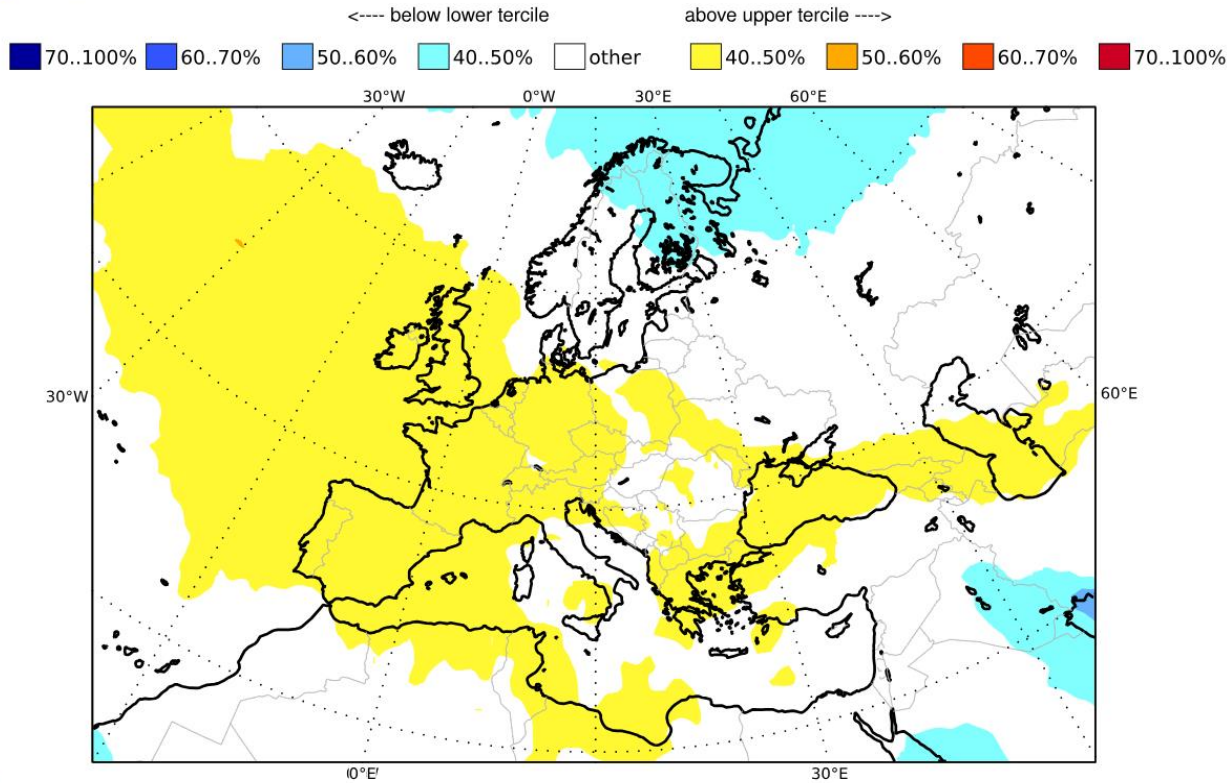 <---- below lower tercile above upper tercile ---->
70..100% 60..70% 50..60% 40..50% other 40..50% 50..60% 60..70% 70..100%
30°W 0°W 30°E 60°E
30°W 60°E
0°E 30°E